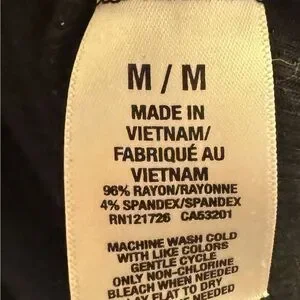 M / M
MADE IN
VIETNAM/
FABRIQUÉ AU
VIETNAM
96% RAYON/RAYONNE
4% SPANDEX/SPANDEX
RN121726 CA53201
MACHINE WASH COLD
WITH LIKE COLORS
GENTLE CYCLE
ONLY NON-CHLORINE
BLEACH WHEN NEEDED
LAY FLAT TO DRY